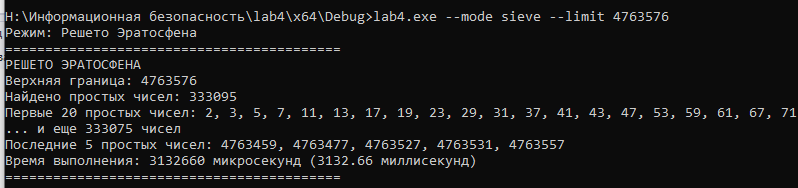 H:\Информационная безопасность\lab4\x64\Debug>lab4.exe --mode sieve --limit 4763576
Режим: Решето Эратосфена
==========================================
РЕШЕТО ЭРАТОСФЕНА
Верхняя граница: 4763576
Найдено простых чисел: 333095
Первые 20 простых чисел: 2, 3, 5, 7, 11, 13, 17, 19, 23, 29, 31, 37, 41, 43, 47, 53, 59, 61, 67, 71
... и еще 333075 чисел
Последние 5 простых чисел: 4763459, 4763477, 4763527, 4763531, 4763557
Время выполнения: 3132660 микросекунд (3132.66 миллисекунд)
==========================================